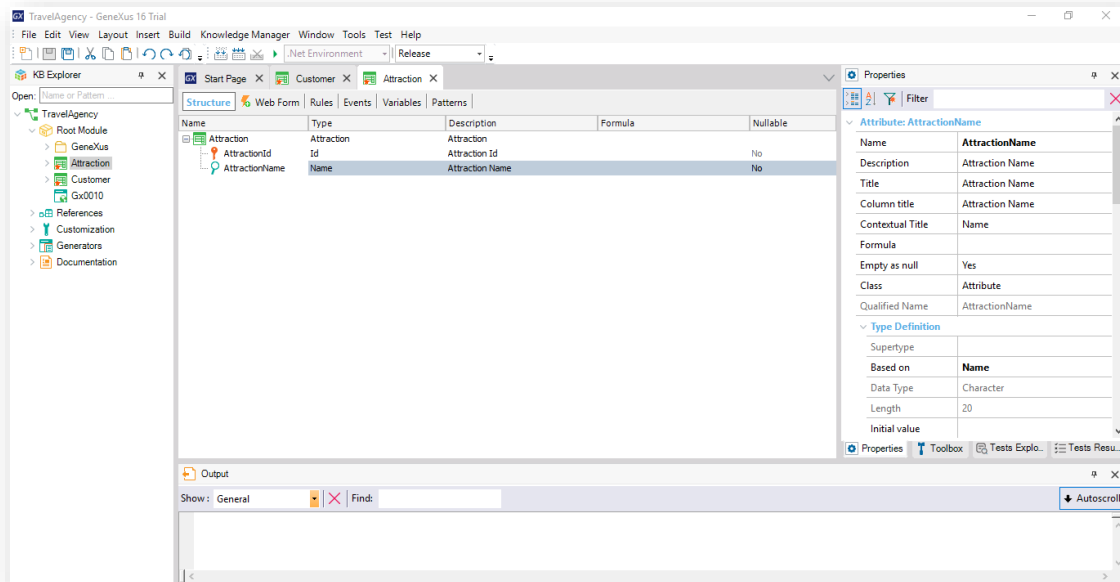 GX TravelAgency - GeneXus 16 Trial
File Edit View Layout Insert Build Knowledge Manager Window Tools Test Help
.Net Environment Release
KB Explorer
Open: Name or Pattern ...
TravelAgency
Root Module
GeneXus
Attraction
Customer
Gx0010
References
Customization
Generators
Documentation
GX Start Page Customer Attraction
Structure Web Form Rules Events Variables Patterns
Name Type Description Formula Nullable
Attraction Attraction Attraction
AttractionId Id Attraction Id No
AttractionName Name Attraction Name No
Properties
Filter
Attribute: AttractionName
Name AttractionName
Description Attraction Name
Title Attraction Name
Column title Attraction Name
Contextual Title Name
Formula
Empty as null Yes
Class Attribute
Qualified Name AttractionName
Type Definition
Supertype
Based on Name
Data Type Character
Length 20
Initial value
Properties Toolbox Tests Explo... Tests Resu...
Output
Show: General Find:
Autoscroll